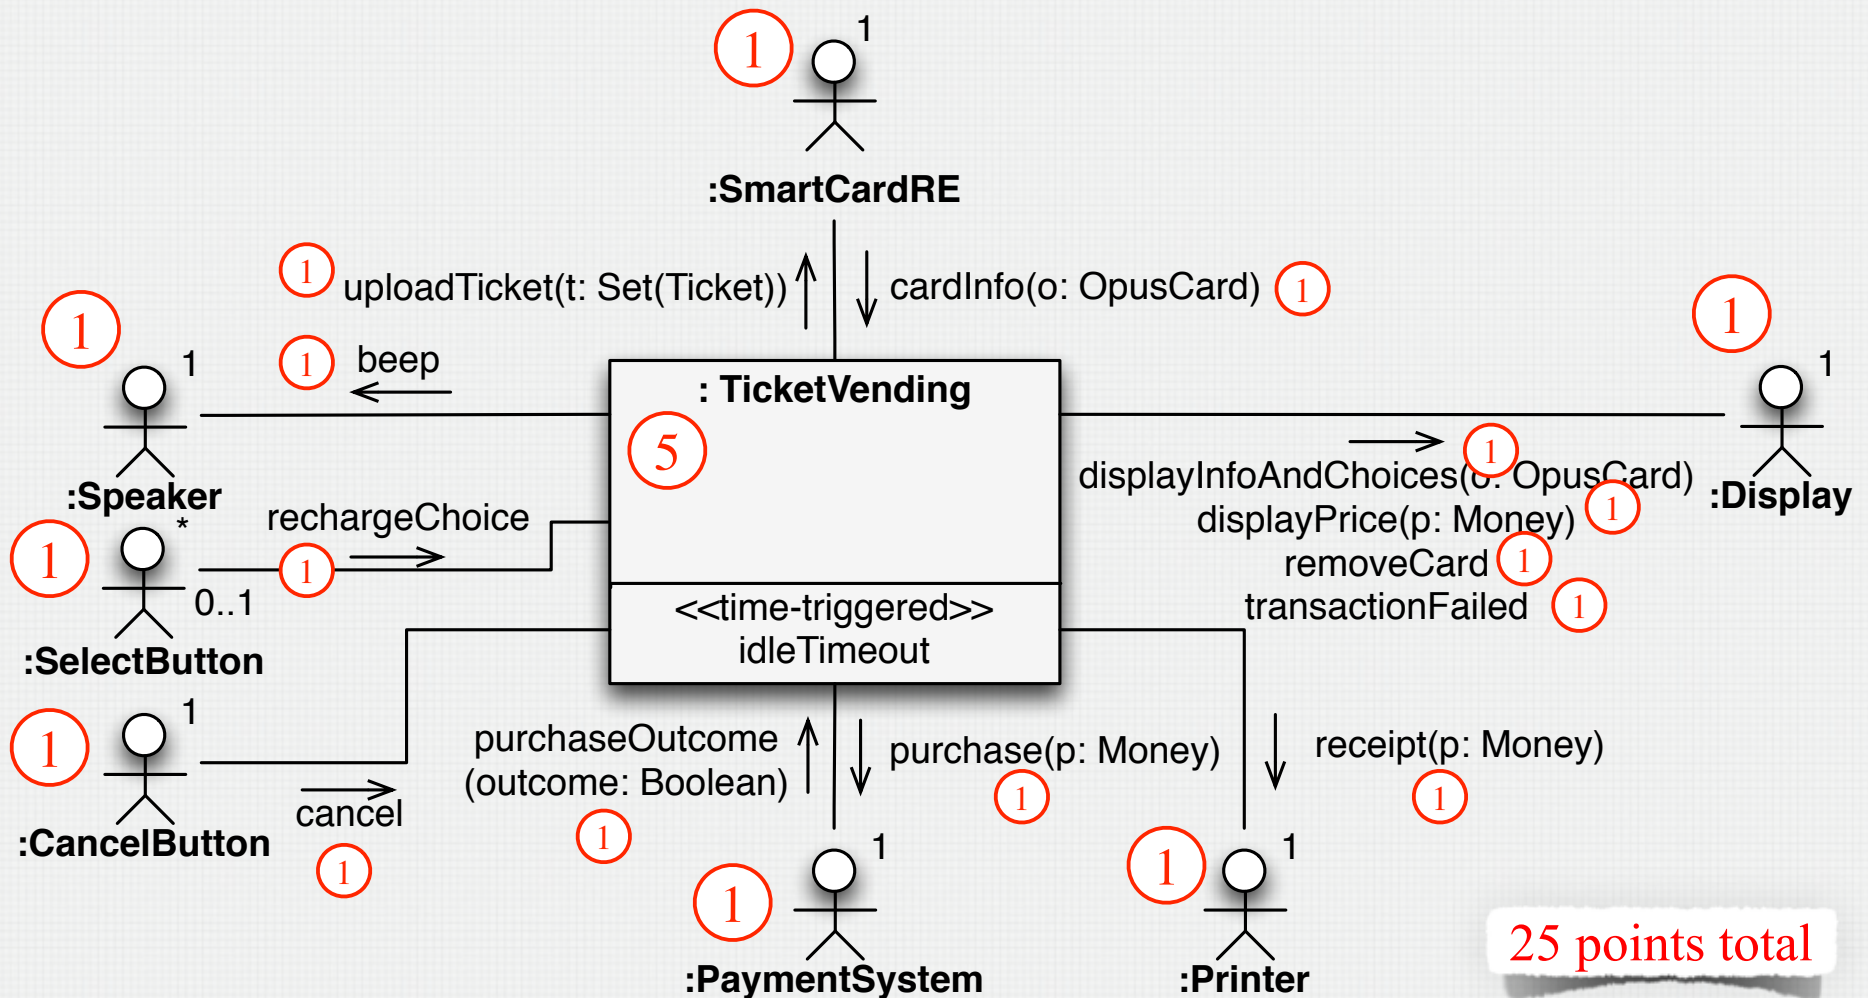 1
1
:SmartCardRE
1
uploadTicket(t: Set(Ticket))
cardInfo(o: OpusCard)
1
1
1
1
beep
1
1
1
: TicketVending
5
:Speaker
1
displayInfoAndChoices(o: OpusCard)
displayPrice(p: Money)
1
removeCard
1
transactionFailed
1
:Display
*
rechargeChoice
1
1
0..1
:SelectButton
<<time-triggered>>
idleTimeout
1
1
cancel
1
:CancelButton
purchaseOutcome
(outcome: Boolean)
1
purchase(p: Money)
1
receipt(p: Money)
1
1
1
:PaymentSystem
1
1
:Printer
25 points total